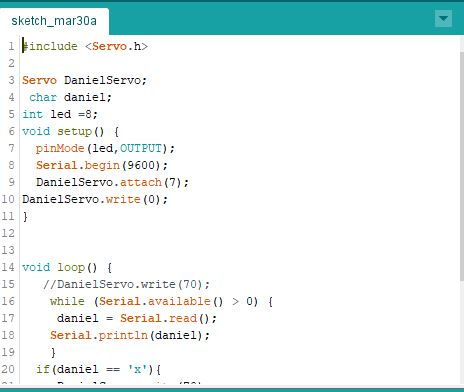 sketch_mar30a
1 #include <Servo.h>
2
3 Servo DanielServo;
4 char daniel;
5 int led =8;
6 void setup() {
7 pinMode(led,OUTPUT);
8 Serial.begin(9600);
9 DanielServo.attach(7);
10 DanielServo.write(0);
11 }
12
13
14 void loop() {
15 //DanielServo.write(70);
16 while (Serial.available() > 0) {
17 daniel = Serial.read();
18 Serial.println(daniel);
19 }
20 if(daniel == 'x'){